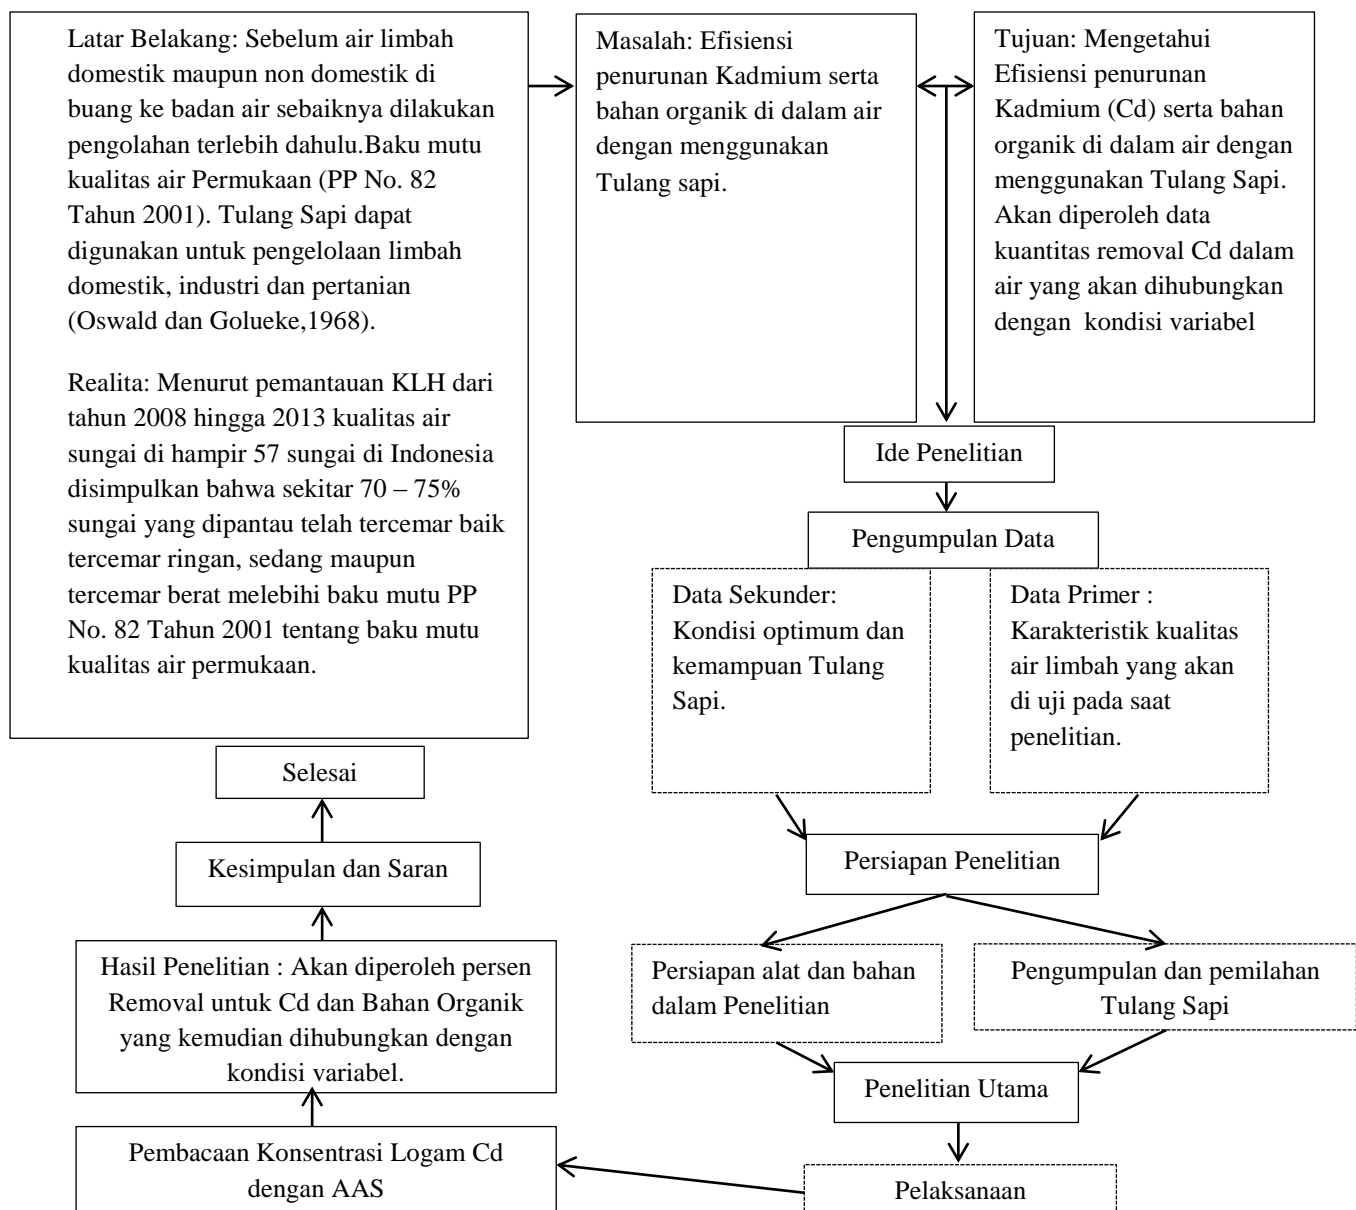 Latar Belakang: Sebelum air limbah
domestik maupun non domestik di
buang ke badan air sebaiknya dilakukan
pengolahan terlebih dahulu.Baku mutu
kualitas air Permukaan (PP No. 82
Tahun 2001). Tulang Sapi dapat
digunakan untuk pengelolaan limbah
domestik, industri dan pertanian
(Oswald dan Golueke,1968).
Realita: Menurut pemantauan KLH dari
tahun 2008 hingga 2013 kualitas air
sungai di hampir 57 sungai di Indonesia
disimpulkan bahwa sekitar 70 – 75%
sungai yang dipantau telah tercemar baik
tercemar ringan, sedang maupun
tercemar berat melebihi baku mutu PP
No. 82 Tahun 2001 tentang baku mutu
kualitas air permukaan.
Masalah: Efisiensi
penurunan Kadmium serta
bahan organik di dalam air
dengan menggunakan
Tulang sapi.
Tujuan: Mengetahui
Efisiensi penurunan
Kadmium (Cd) serta bahan
organik di dalam air dengan
menggunakan Tulang Sapi.
Akan diperoleh data
kuantitas removal Cd dalam
air yang akan dihubungkan
dengan kondisi variabel
Ide Penelitian
Pengumpulan Data
Data Sekunder:
Kondisi optimum dan
kemampuan Tulang
Sapi.
Data Primer :
Karakteristik kualitas
air limbah yang akan
di uji pada saat
penelitian.
Persiapan Penelitian
Persiapan alat dan bahan
dalam Penelitian
Pengumpulan dan pemilahan
Tulang Sapi
Penelitian Utama
Pelaksanaan
Pembacaan Konsentrasi Logam Cd
dengan AAS
Hasil Penelitian : Akan diperoleh persen
Removal untuk Cd dan Bahan Organik
yang kemudian dihubungkan dengan
kondisi variabel.
Kesimpulan dan Saran
Selesai